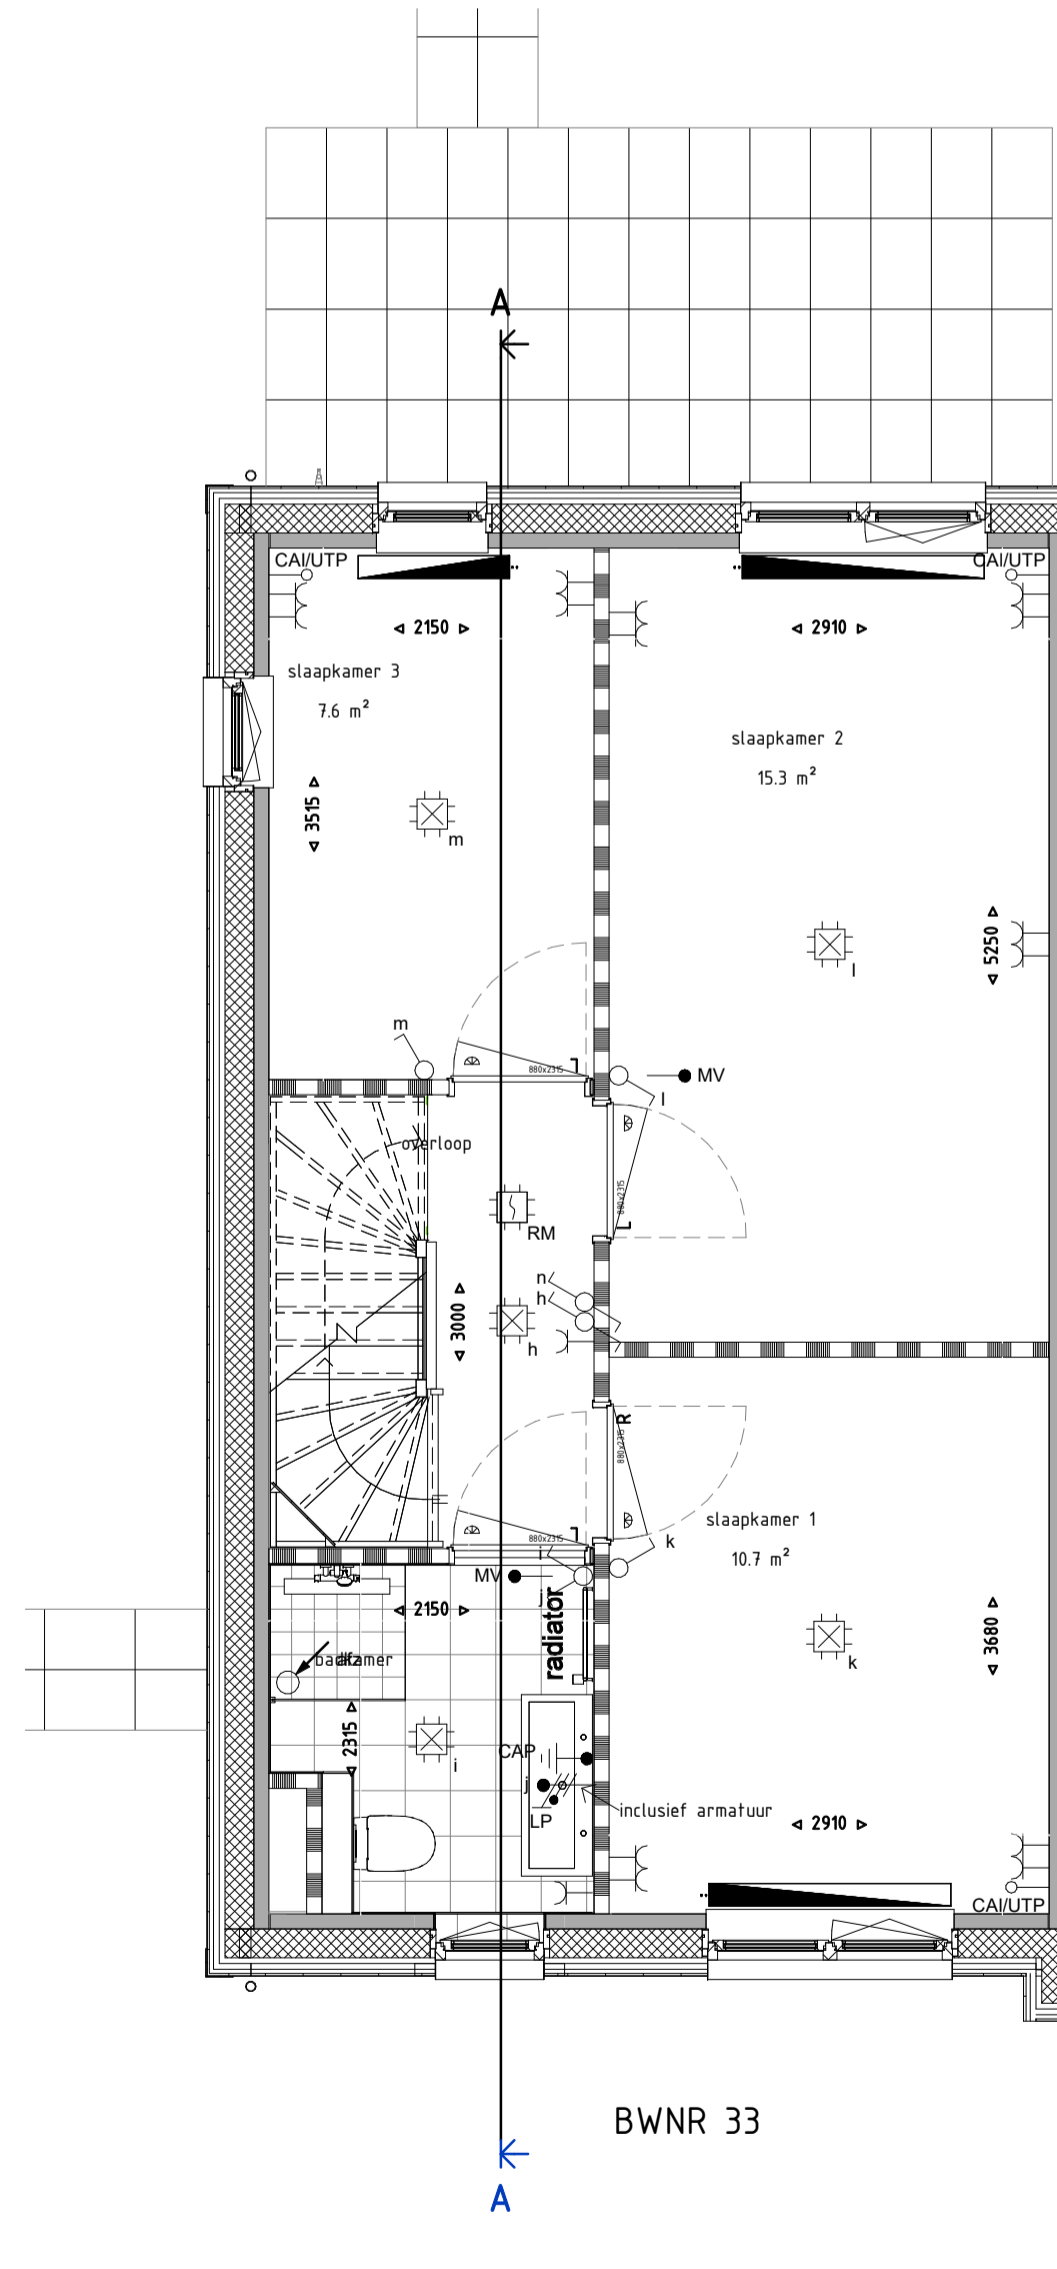 A
CAI/UTP
CAI/UTP
2150
2910
slaapkamer 3
7.6 m²
slaapkamer 2
15.3 m²
3515
m
5250
l
m
880x2315
L
MV
l
overloop
880x2315
L
RM
n
h
3000
h
R
880x2315
slaapkamer 1
10.7 m²
880x2315
L
k
i
MV
j
2150
radiator
3680
badkamer
k
2315
i
CAP
j
LP
inclusief armatuur
2910
CAI/UTP
BWNR 33
A